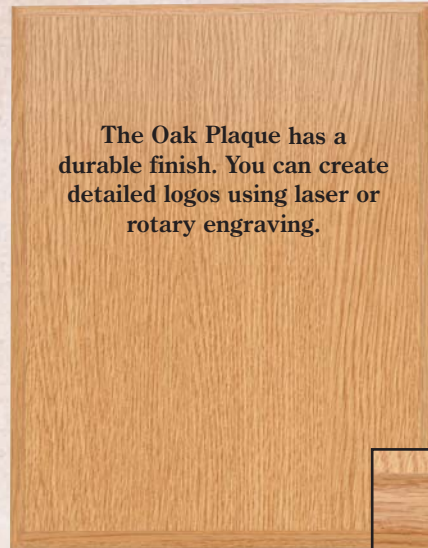 The Oak Plaque has a
durable finish. You can create
detailed logos using laser or
rotary engraving.